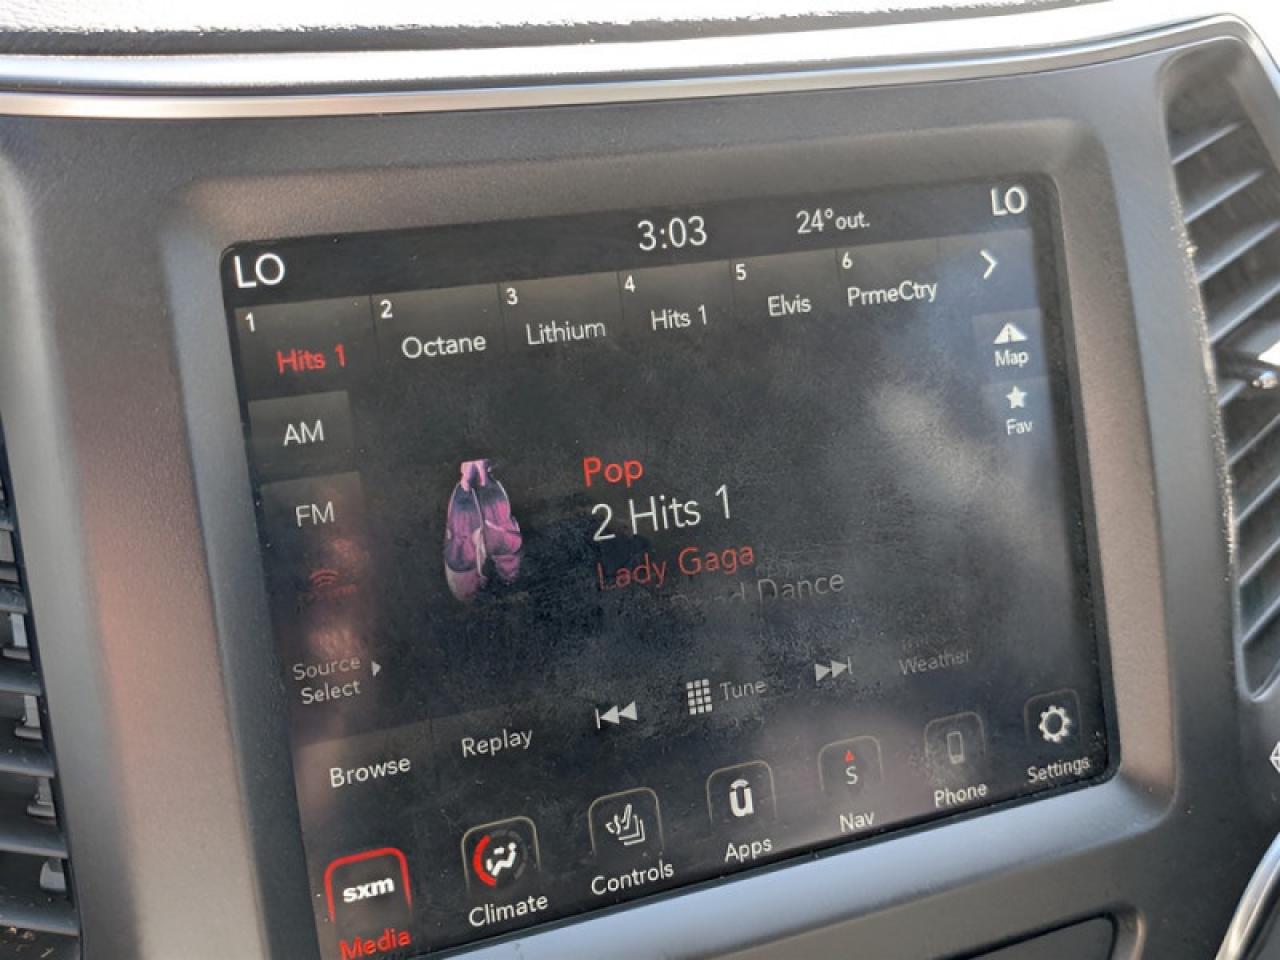 LO 3:03 24° out. LO
1 Hits 1 2 Octane 3 Lithium 4 Hits 1 5 Elvis 6 PrmeCtry
Map
Fav
AM
FM
Source
Select
Pop
2 Hits 1
Lady Gaga
Dance
Browse Replay Tune Weather
sxm
Media Climate Controls Apps S Nav Phone Settings